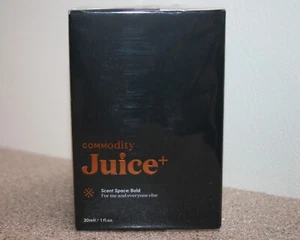 COMModity
Juice+
Scent Space Bold
For me and everyone else
30ml / 1 fl oz